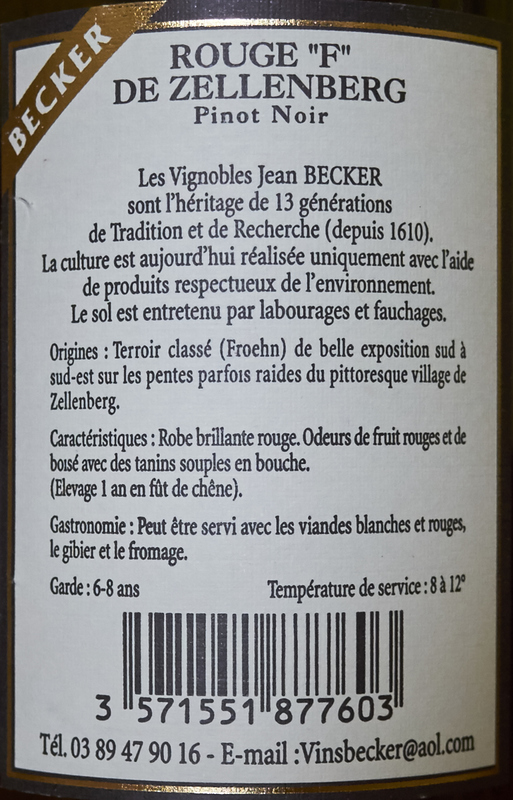 BECKER
ROUGE "F"
DE ZELLENBERG
Pinot Noir
Les Vignobles Jean BECKER
sont l'héritage de 13 générations
de Tradition et de Recherche (depuis 1610).
La culture est aujourd'hui réalisée uniquement avec l'aide
de produits respectueux de l'environnement.
Le sol est entretenu par labourages et fauchages.
Origines : Terroir classé (Froehn) de belle exposition sud à
sud-est sur les pentes parfois raides du pittoresque village de
Zellenberg.
Caractéristiques : Robe brillante rouge. Odeurs de fruit rouges et de
boisé avec des tanins souples en bouche.
(Elevage 1 an en fût de chêne).
Gastronomie : Peut être servi avec les viandes blanches et rouges,
le gibier et le fromage.
Garde : 6-8 ans Température de service : 8 à 12°
3 571551 877603
Tél. 03 89 47 90 16 - E-mail :Vinsbecker@aol.com